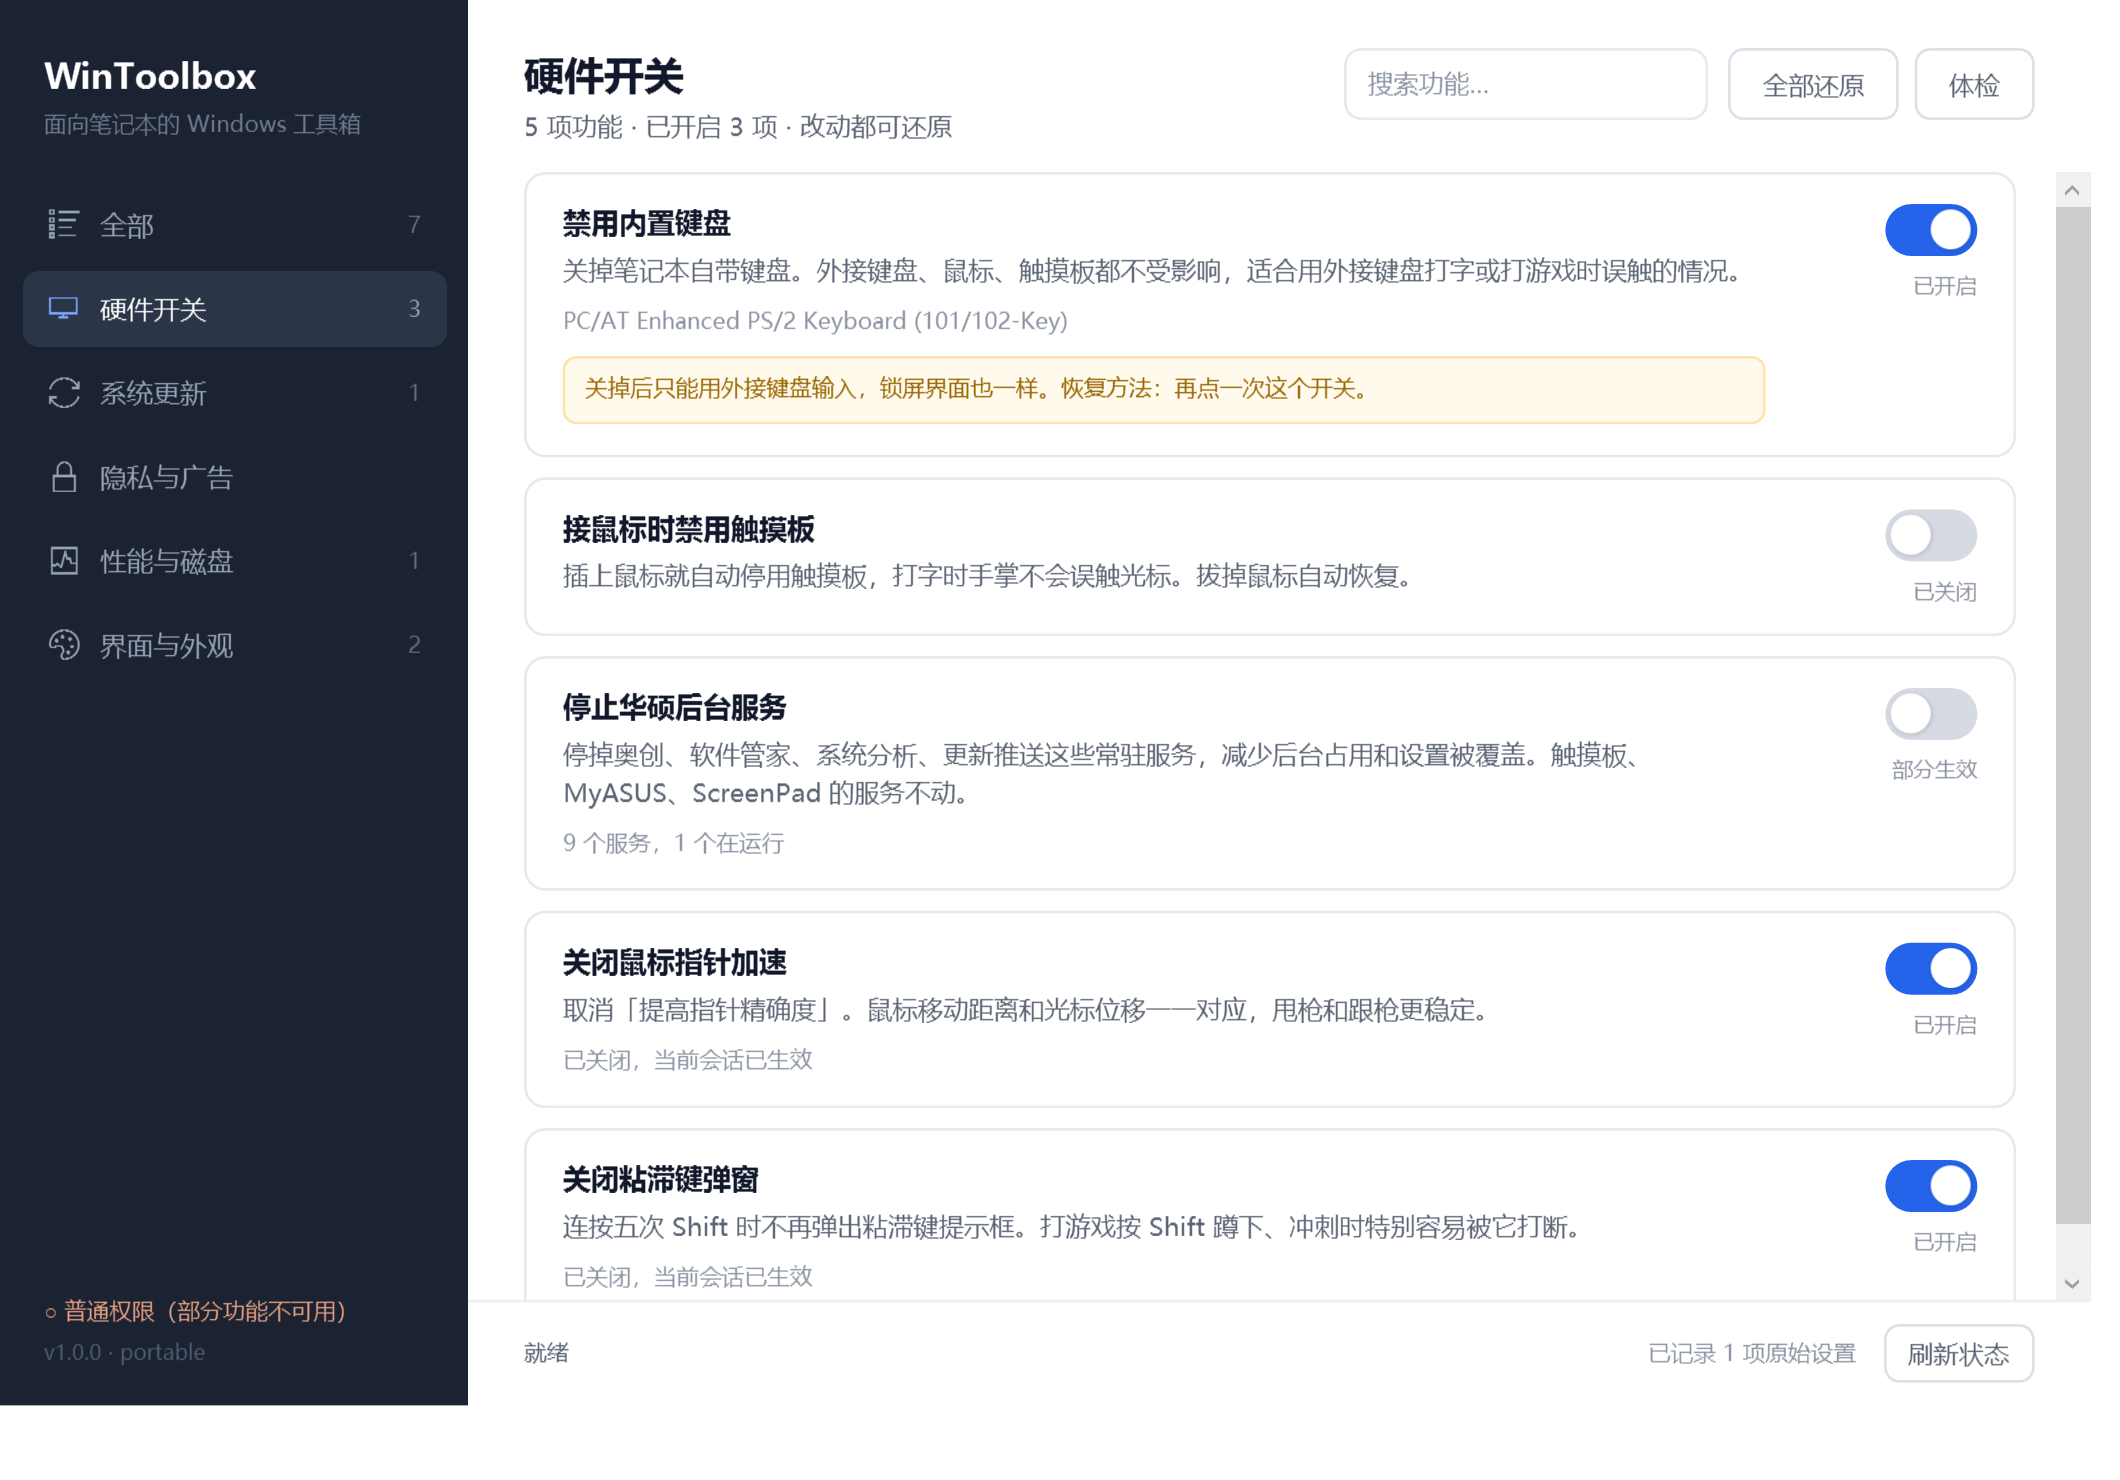 WinToolbox
面向笔记本的 Windows 工具箱
全部 7
硬件开关 3
系统更新 1
隐私与广告
性能与磁盘 1
界面与外观 2
○ 普通权限（部分功能不可用）
v1.0.0 · portable
硬件开关
5 项功能 · 已开启 3 项 · 改动都可还原
搜索功能...
全部还原
体检
禁用内置键盘
关掉笔记本自带键盘。外接键盘、鼠标、触摸板都不受影响，适合用外接键盘打字或打游戏时误触的情况。
PC/AT Enhanced PS/2 Keyboard (101/102-Key)
关掉后只能用外接键盘输入，锁屏界面也一样。恢复方法：再点一次这个开关。
已开启
接鼠标时禁用触摸板
插上鼠标就自动停用触摸板，打字时手掌不会误触光标。拔掉鼠标自动恢复。
已关闭
停止华硕后台服务
停掉奥创、软件管家、系统分析、更新推送这些常驻服务，减少后台占用和设置被覆盖。触摸板、
MyASUS、ScreenPad 的服务不动。
9 个服务，1 个在运行
部分生效
关闭鼠标指针加速
取消「提高指针精确度」。鼠标移动距离和光标位移一一对应，甩枪和跟枪更稳定。
已关闭，当前会话已生效
已开启
关闭粘滞键弹窗
连按五次 Shift 时不再弹出粘滞键提示框。打游戏按 Shift 蹲下、冲刺时特别容易被它打断。
已关闭，当前会话已生效
已开启
就绪
已记录 1 项原始设置
刷新状态